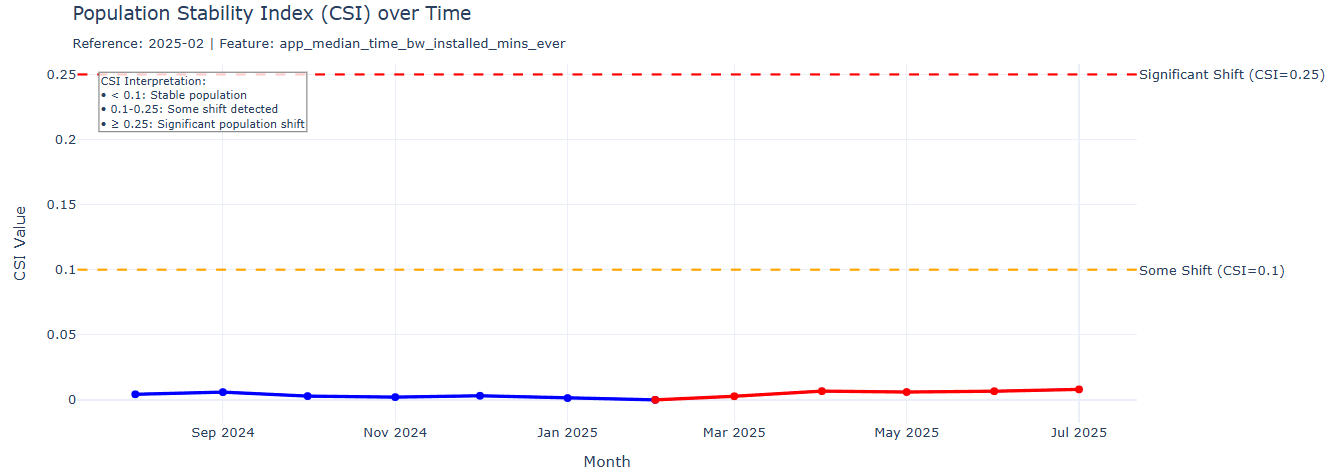 Population Stability Index (CSI) over Time
Reference: 2025-02 | Feature: app_median_time_bw_installed_mins_ever
CSI Interpretation:
• < 0.1: Stable population
• 0.1-0.25: Some shift detected
• ≥ 0.25: Significant population shift
Significant Shift (CSI=0.25)
Some Shift (CSI=0.1)
CSI Value
0.25
0.2
0.15
0.1
0.05
0
Sep 2024 Nov 2024 Jan 2025 Mar 2025 May 2025 Jul 2025
Month